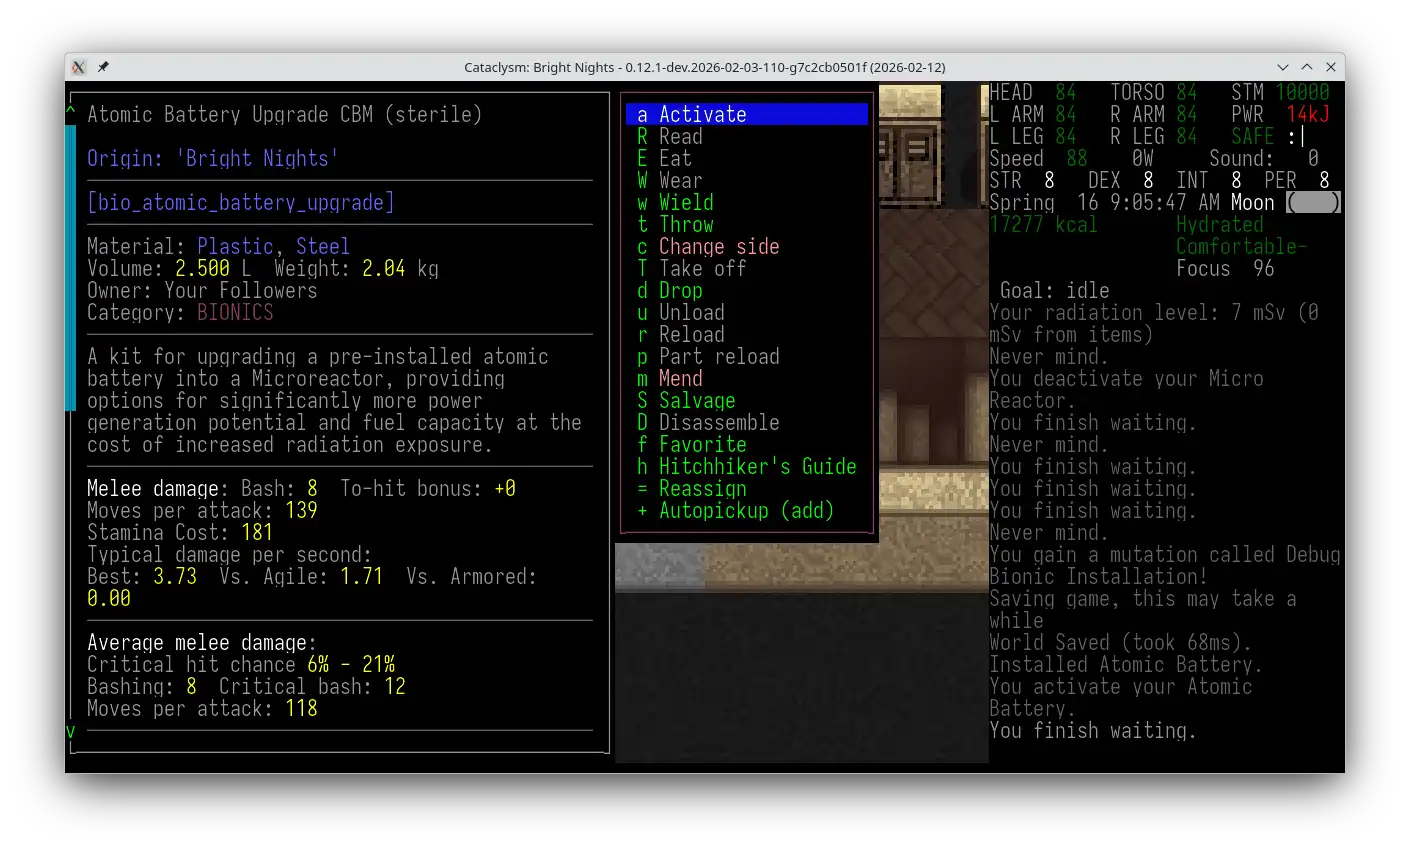 Cataclysm: Bright Nights - 0.12.1-dev.2026-02-03-110-g7c2cb0501f (2026-02-12)
Atomic Battery Upgrade CBM (sterile)
Origin: 'Bright Nights'
[bio_atomic_battery_upgrade]
Material: Plastic, Steel
Volume: 2.500 L  Weight: 2.04 kg
Owner: Your Followers
Category: BIONICS
A kit for upgrading a pre-installed atomic
battery into a Microreactor, providing
options for significantly more power
generation potential and fuel capacity at the
cost of increased radiation exposure.
Melee damage: Bash: 8  To-hit bonus: +0
Moves per attack: 139
Stamina Cost: 181
Typical damage per second:
Best: 3.73  Vs. Agile: 1.71  Vs. Armored:
0.00
Average melee damage:
Critical hit chance 6% - 21%
Bashing: 8  Critical bash: 12
Moves per attack: 118
a Activate
R Read
E Eat
W Wear
w Wield
t Throw
c Change side
T Take off
d Drop
u Unload
r Reload
p Part reload
m Mend
S Salvage
D Disassemble
f Favorite
h Hitchhiker's Guide
= Reassign
+ Autopickup (add)
HEAD 84 TORSO 84 STM 10000
L ARM 84 R ARM 84 PWR 14kJ
L LEG 84 R LEG 84 SAFE :|
Speed 88 0W Sound: 0
STR 8 DEX 8 INT 8 PER 8
Spring 16 9:05:47 AM Moon (   )
17277 kcal Hydrated
Comfortable-
Focus 96
Goal: idle
Your radiation level: 7 mSv (0
mSv from items)
Never mind.
You deactivate your Micro
Reactor.
You finish waiting.
Never mind.
You finish waiting.
You finish waiting.
You finish waiting.
Never mind.
You gain a mutation called Debug
Bionic Installation!
Saving game, this may take a
while
World Saved (took 68ms).
Installed Atomic Battery.
You activate your Atomic
Battery.
You finish waiting.